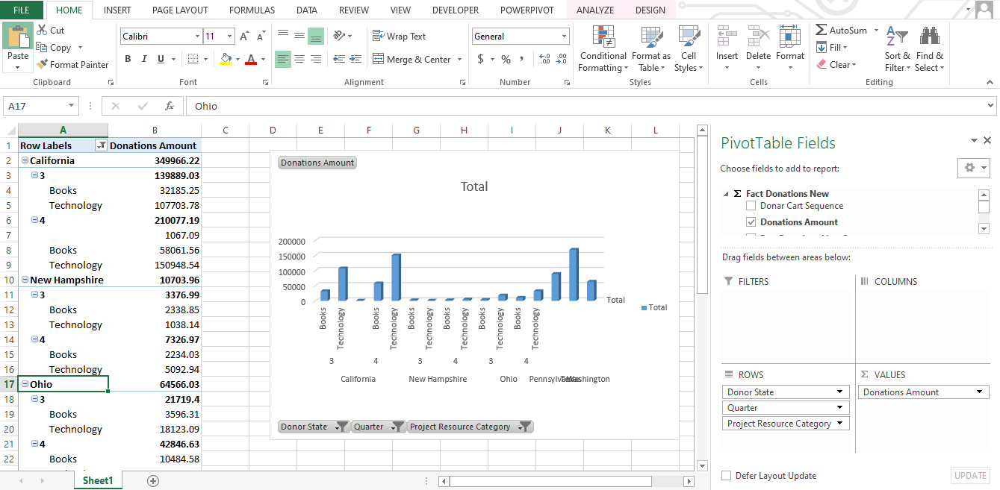 FILE HOME INSERT PAGE LAYOUT FORMULAS DATA REVIEW VIEW DEVELOPER POWERPIVOT ANALYZE DESIGN
Paste
Cut
Copy
Format Painter
Clipboard
Calibri 11
B I U
Font
Wrap Text
Merge & Center
Alignment
General
$ % ,
Number
Conditional Formatting
Format as Table
Cell Styles
Styles
Insert Delete Format
Cells
AutoSum
Fill
Clear
Sort & Filter
Find & Select
Editing
A17 fx Ohio
A B C D E F G H I J K L
1 Row Labels Donations Amount
2 California 349966.22
3 3 139889.03
4 Books 32185.25
5 Technology 107703.78
6 4 210077.19
7 1067.09
8 Books 58061.56
9 Technology 150948.54
10 New Hampshire 10703.96
11 3 3376.99
12 Books 2338.85
13 Technology 1038.14
14 4 7326.97
15 Books 2234.03
16 Technology 5092.94
17 Ohio 64566.03
18 3 21719.4
19 Books 3596.31
20 Technology 18123.09
21 4 42846.63
22 Books 10484.58
Donations Amount
Total
200000
150000
100000
50000
0
Books Technology Books Technology Books Technology Books Technology Books Technology Books Technology
3 4 3 4 3 4
California New Hampshire Ohio
Washington
Total
Total
Donor State Quarter Project Resource Category
PivotTable Fields
Choose fields to add to report:
Σ Fact Donations New
Donar Cart Sequence
Donations Amount
Drag fields between areas below:
FILTERS COLUMNS
ROWS Σ VALUES
Donor State Donations Amount
Quarter
Project Resource Category
Defer Layout Update UPDATE
Sheet1